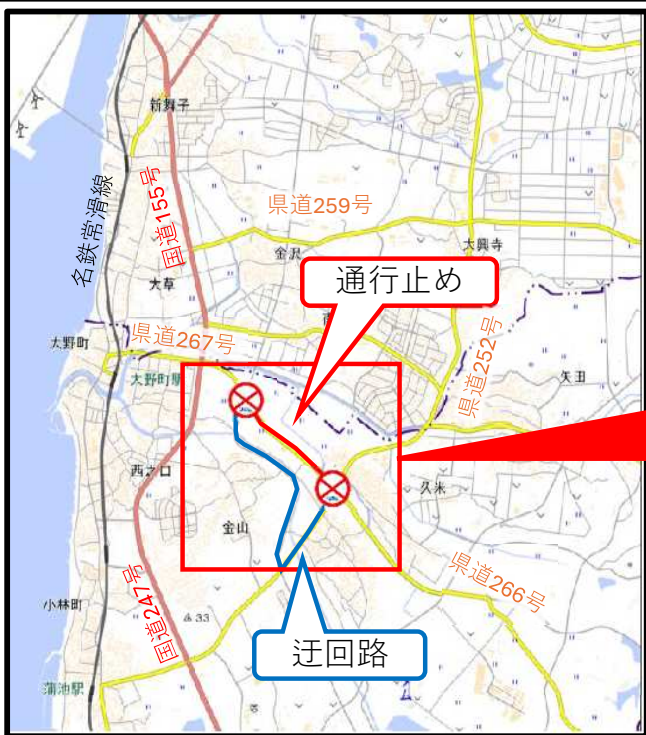 新舞子
名鉄常滑線
国道155号
県道259号
大興寺
金沢
大草
通行止め
県道267号
大野町
大野町駅
県道252号
矢田
西之口
久米
金山
県道266号
小林町
33
国道247号
迂回路
蒲池駅